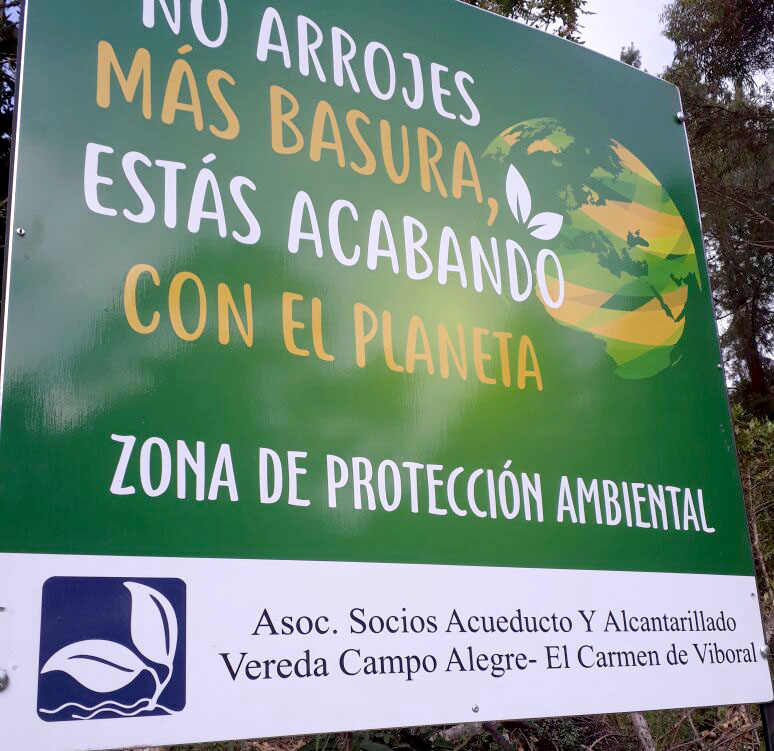 NO ARROJES
MÁS BASURA,
ESTÁS ACABANDO
CON EL PLANETA
ZONA DE PROTECCIÓN AMBIENTAL
Asoc. Socios Acueducto Y Alcantarillado
Vereda Campo Alegre- El Carmen de Viboral